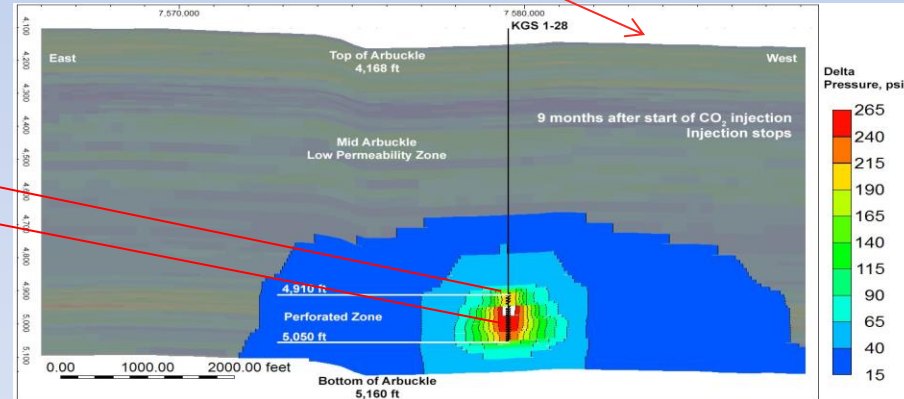 7,570,000 7,580,000
KGS 1-28
4,100
4,200
4,300
4,400
4,500
4,600
4,700
4,800
4,900
5,000
5,100
East
Top of Arbuckle
4,168 ft
West
9 months after start of CO₂ injection
Injection stops
Mid Arbuckle
Low Permeability Zone
4,910 ft
Perforated Zone
5,050 ft
0.00 1000.00 2000.00 feet
Bottom of Arbuckle
5,160 ft
Delta
Pressure, psi
265
240
215
190
165
140
115
90
65
40
15